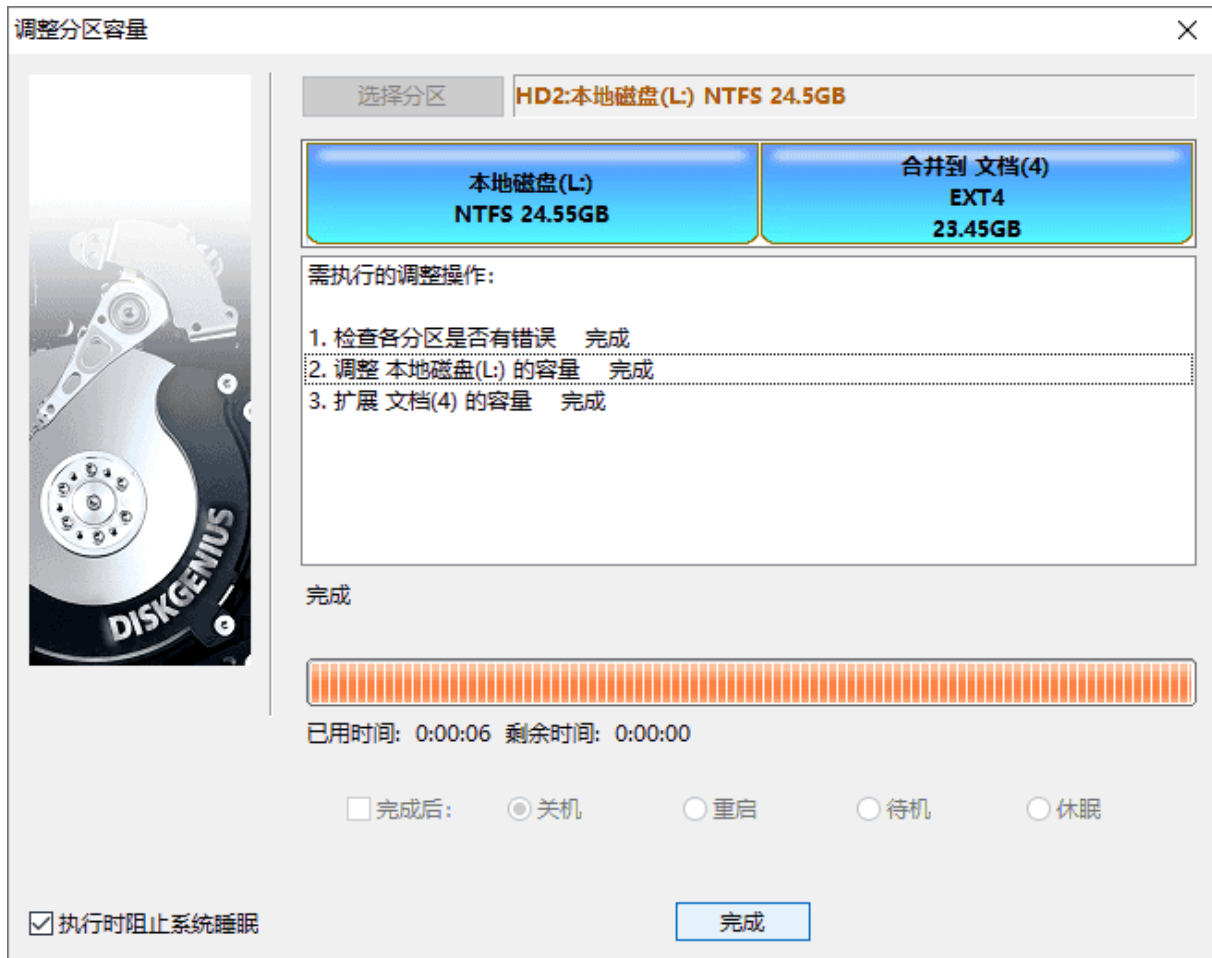 调整分区容量
选择分区
HD2:本地磁盘(L:) NTFS 24.5GB
本地磁盘(L:)
NTFS 24.55GB
合并到 文档(4)
EXT4
23.45GB
需执行的调整操作:
1. 检查各分区是否有错误 完成
2. 调整 本地磁盘(L:) 的容量 完成
3. 扩展 文档(4) 的容量 完成
DISKGENIUS
完成
已用时间: 0:00:06 剩余时间: 0:00:00
完成后: 关机 重启 待机 休眠
执行时阻止系统睡眠
完成